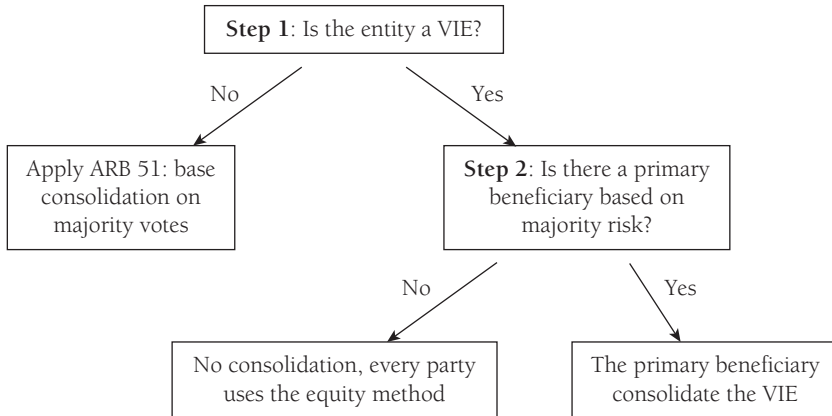 Step 1: Is the entity a VIE?
No
Yes
Apply ARB 51: base
consolidation on
majority votes
Step 2: Is there a primary
beneficiary based on
majority risk?
No
Yes
No consolidation, every party
uses the equity method
The primary beneficiary
consolidate the VIE